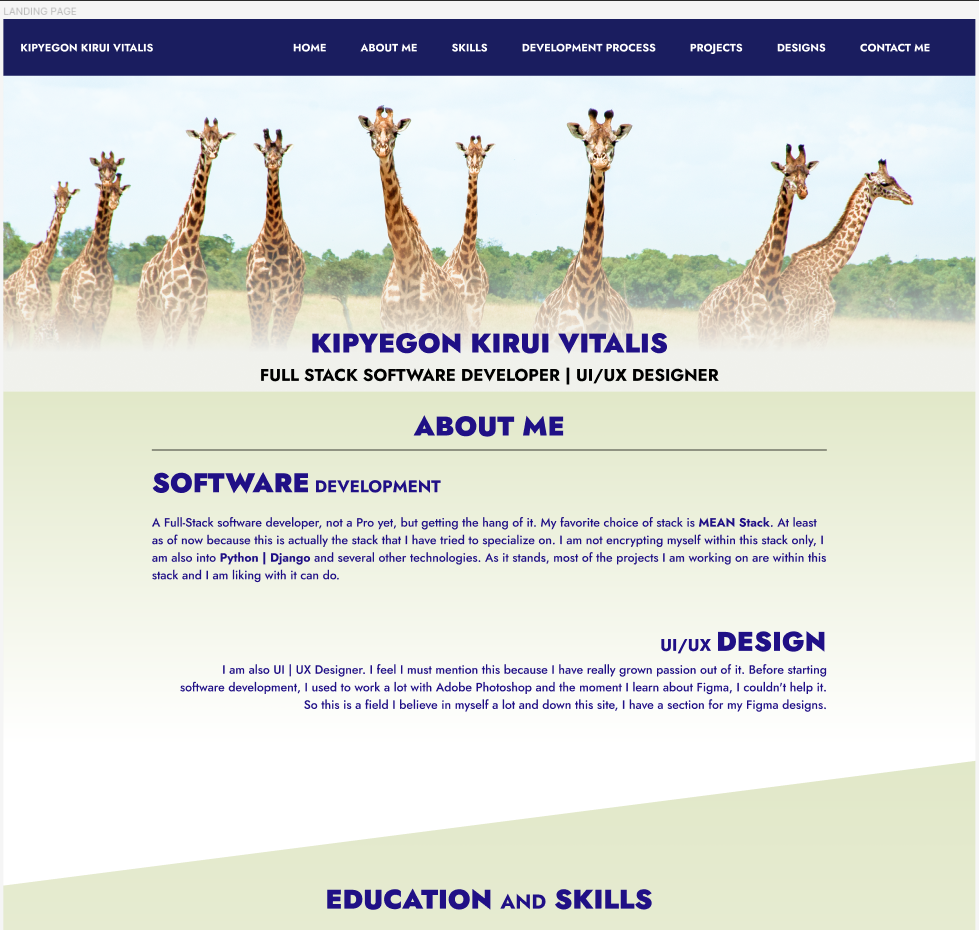 LANDING PAGE
KIPYEGON KIRUI VITALIS HOME ABOUT ME SKILLS DEVELOPMENT PROCESS PROJECTS DESIGNS CONTACT ME
KIPYEGON KIRUI VITALIS
FULL STACK SOFTWARE DEVELOPER | UI/UX DESIGNER
ABOUT ME
SOFTWARE DEVELOPMENT
A Full-Stack software developer, not a Pro yet, but getting the hang of it. My favorite choice of stack is MEAN Stack. At least
as of now because this is actually the stack that I have tried to specialize on. I am not encrypting myself within this stack only, I
am also into Python | Django and several other technologies. As it stands, most of the projects I am working on are within this
stack and I am liking with it can do.
UI/UX DESIGN
I am also UI | UX Designer. I feel I must mention this because I have really grown passion out of it. Before starting
software development, I used to work a lot with Adobe Photoshop and the moment I learn about Figma, I couldn't help it.
So this is a field I believe in myself a lot and down this site, I have a section for my Figma designs.
EDUCATION AND SKILLS